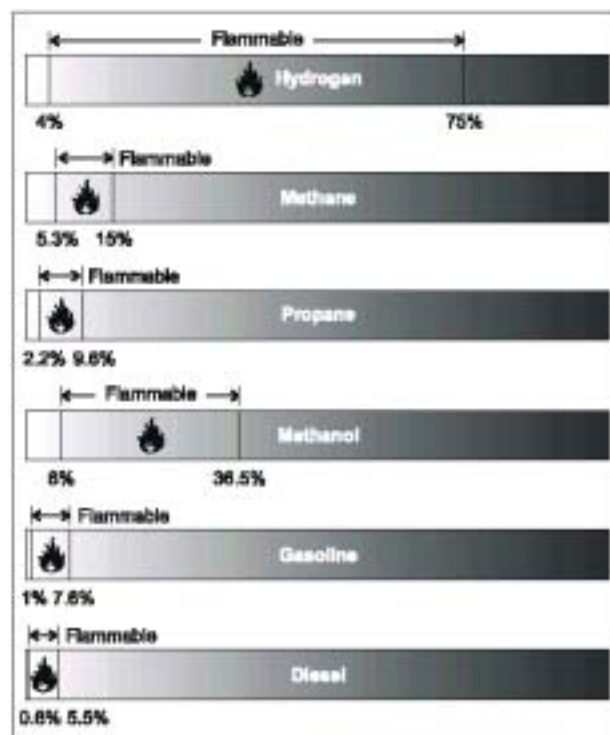 Flammable
Hydrogen
4% 75%
Flammable
Methane
5.3% 15%
Flammable
Propane
2.2% 9.6%
Flammable
Methanol
6% 36.5%
Flammable
Gasoline
1% 7.6%
Flammable
Diesel
0.6% 5.5%